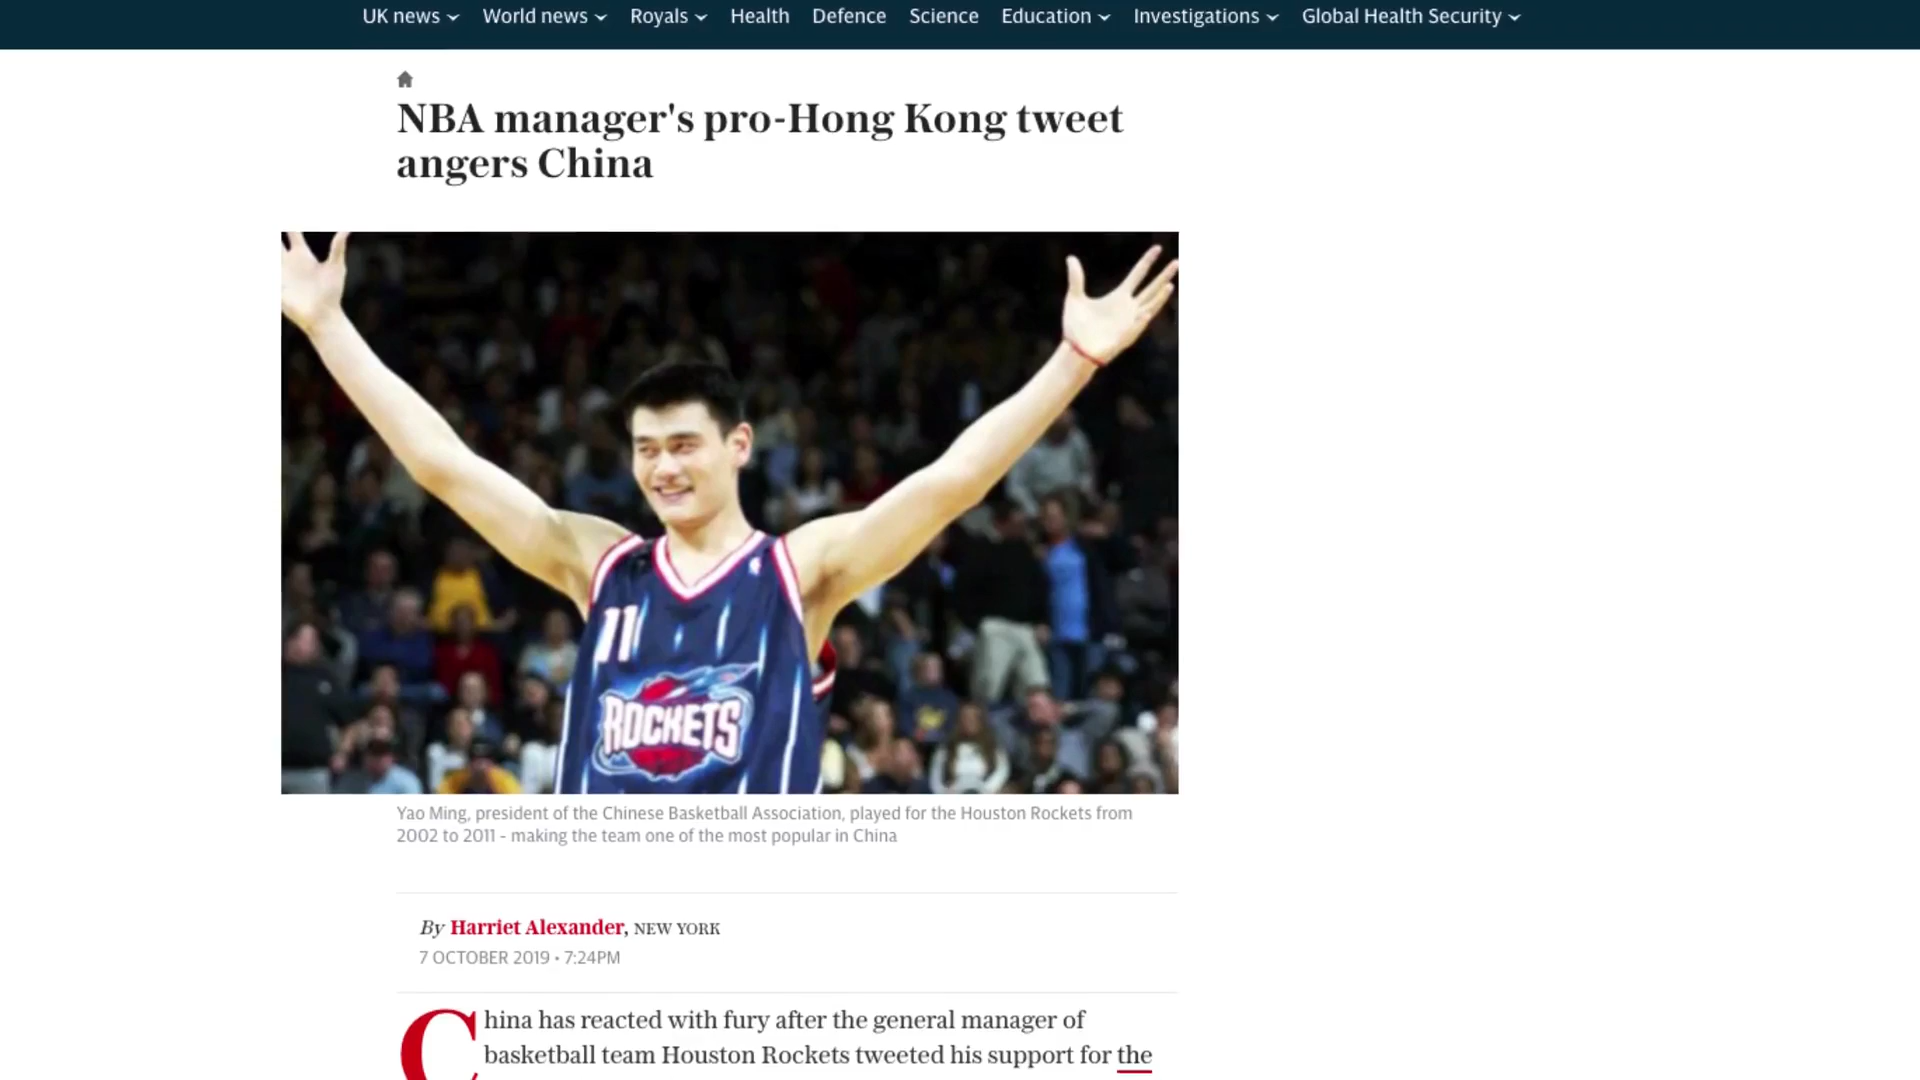 UK news World news Royals Health Defence Science Education Investigations Global Health Security
NBA manager's pro-Hong Kong tweet
angers China
11
ROCKETS
Yao Ming, president of the Chinese Basketball Association, played for the Houston Rockets from
2002 to 2011 - making the team one of the most popular in China
By Harriet Alexander, NEW YORK
7 OCTOBER 2019 • 7:24PM
China has reacted with fury after the general manager of
basketball team Houston Rockets tweeted his support for the